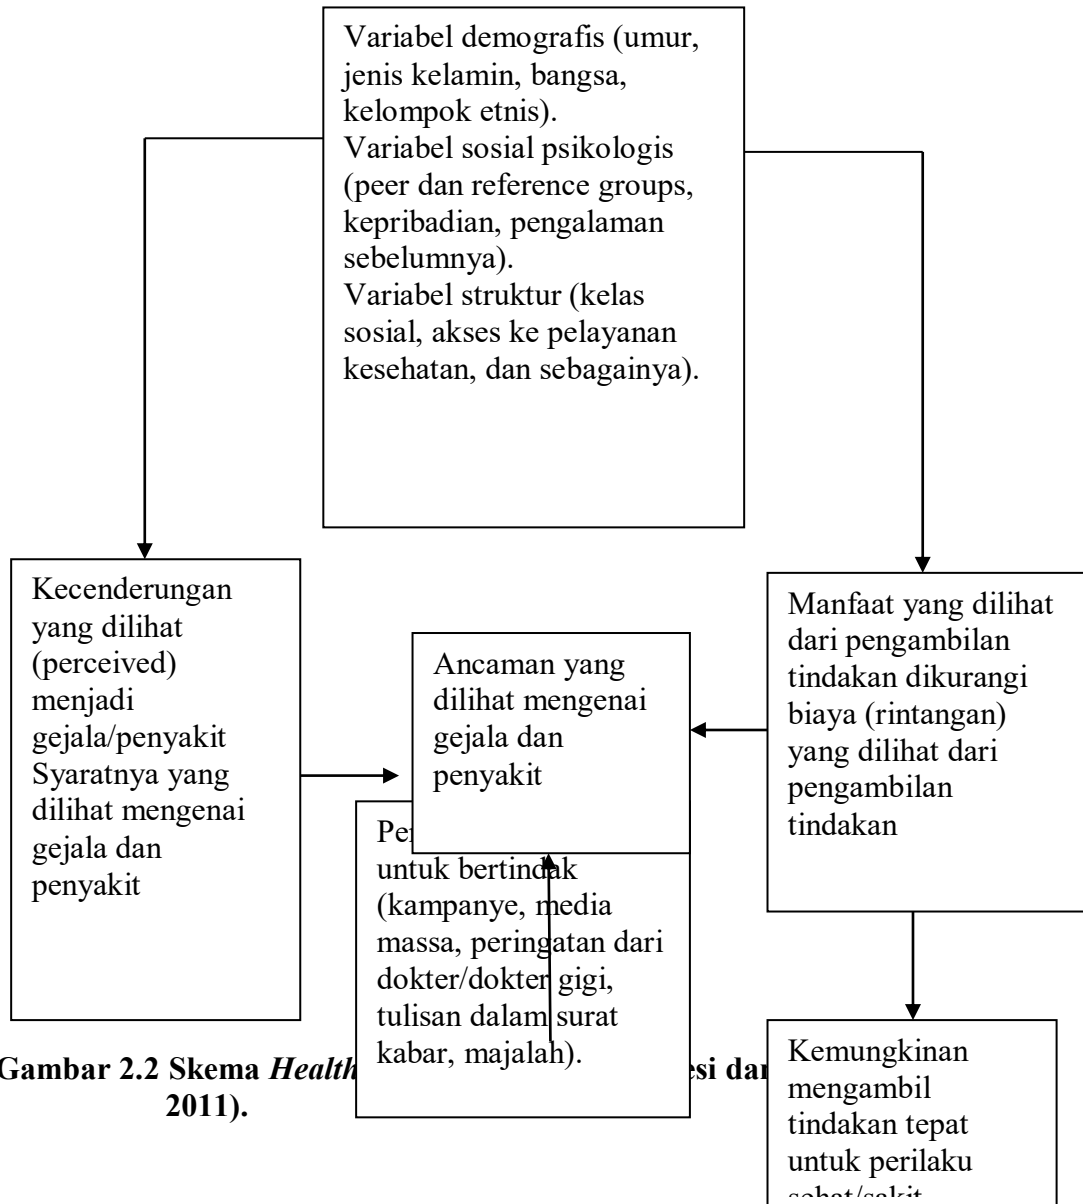 Variabel demografis (umur,
jenis kelamin, bangsa,
kelompok etnis).
Variabel sosial psikologis
(peer dan reference groups,
kepribadian, pengalaman
sebelumnya).
Variabel struktur (kelas
sosial, akses ke pelayanan
kesehatan, dan sebagainya).
Kecenderungan
yang dilihat
(perceived)
menjadi
gejala/penyakit
Syaratnya yang
dilihat mengenai
gejala dan
penyakit
Ancaman yang
dilihat mengenai
gejala dan
penyakit
Manfaat yang dilihat
dari pengambilan
tindakan dikurangi
biaya (rintangan)
yang dilihat dari
pengambilan
tindakan
untuk bertindak
(kampanye, media
massa, peringatan dari
dokter/dokter gigi,
tulisan dalam surat
kabar, majalah).
Kemungkinan
mengambil
tindakan tepat
untuk perilaku
sehat/sakit
Gambar 2.2 Skema Health
2011).